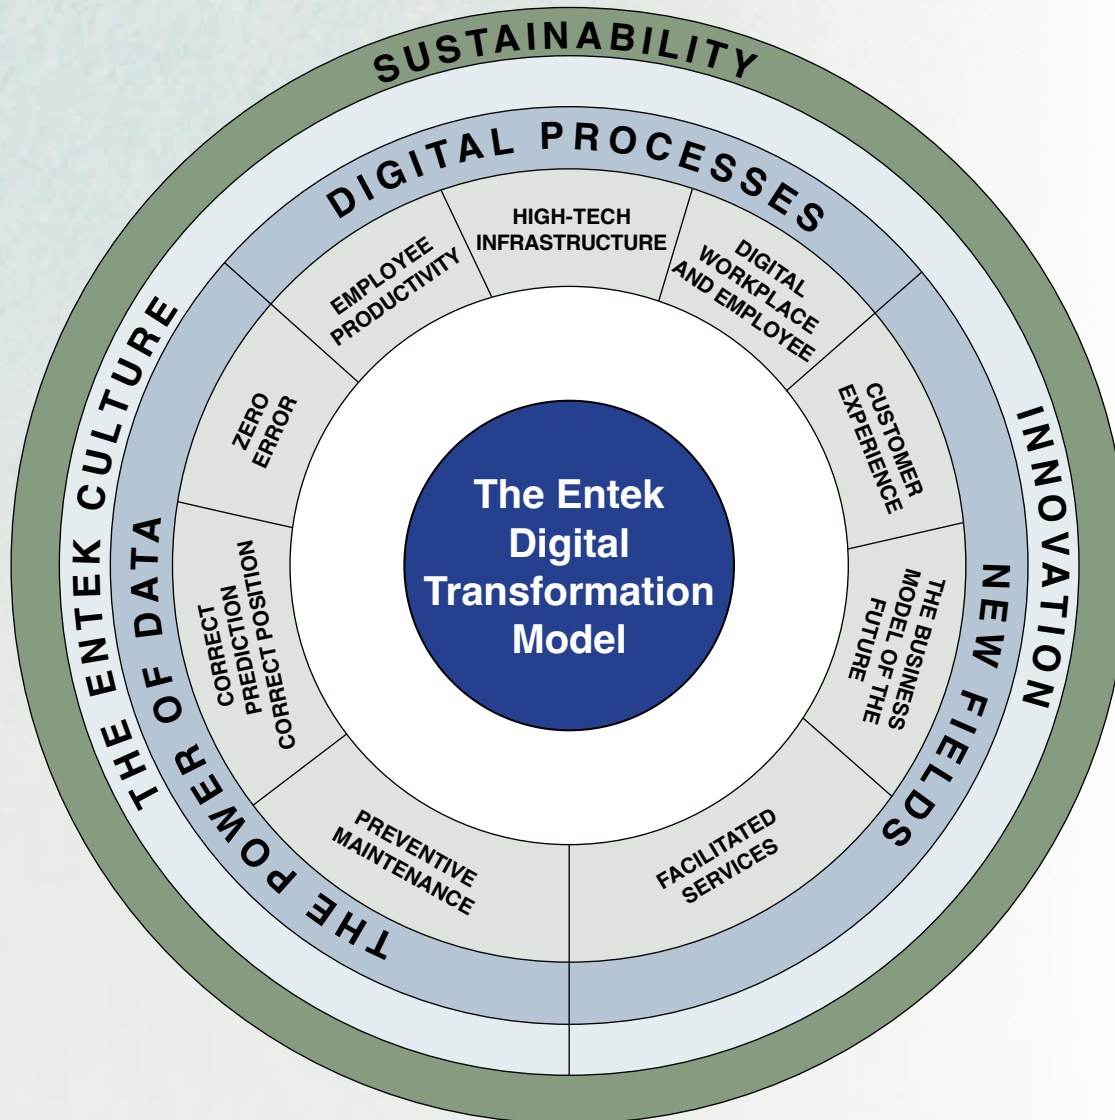 SUSTAINABILITY
THE ENTEK CULTURE
INNOVATION
DIGITAL PROCESSES
THE POWER OF DATA
NEW FIELDS
EMPLOYEE
PRODUCTIVITY
HIGH-TECH
INFRASTRUCTURE
DIGITAL
WORKPLACE
AND EMPLOYEE
CUSTOMER
EXPERIENCE
THE BUSINESS
MODEL OF THE
FUTURE
FACILITATED
SERVICES
PREVENTIVE
MAINTENANCE
CORRECT
PREDICTION
CORRECT POSITION
ZERO
ERROR
The Entek
Digital
Transformation
Model